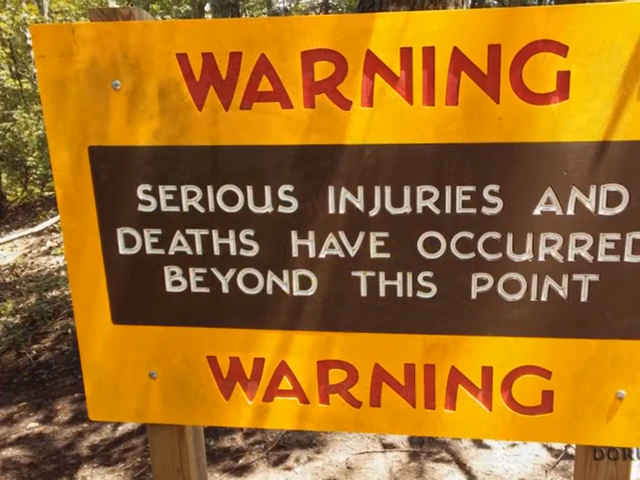 WARNING
SERIOUS INJURIES AND
DEATHS HAVE OCCURRED
BEYOND THIS POINT
WARNING